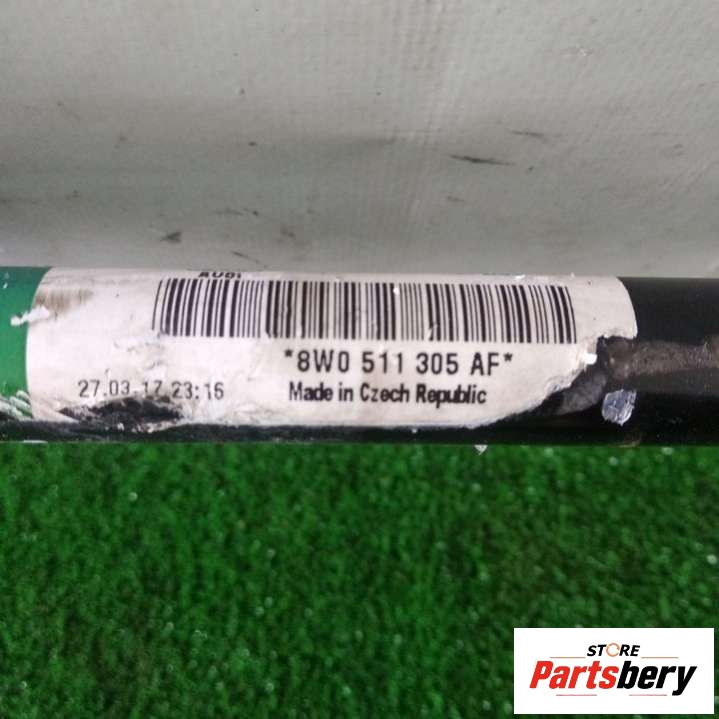 AUDI
*8W0 511 305 AF*
27.03-17 23:16
Made in Czech Republic
STORE
Partsbery